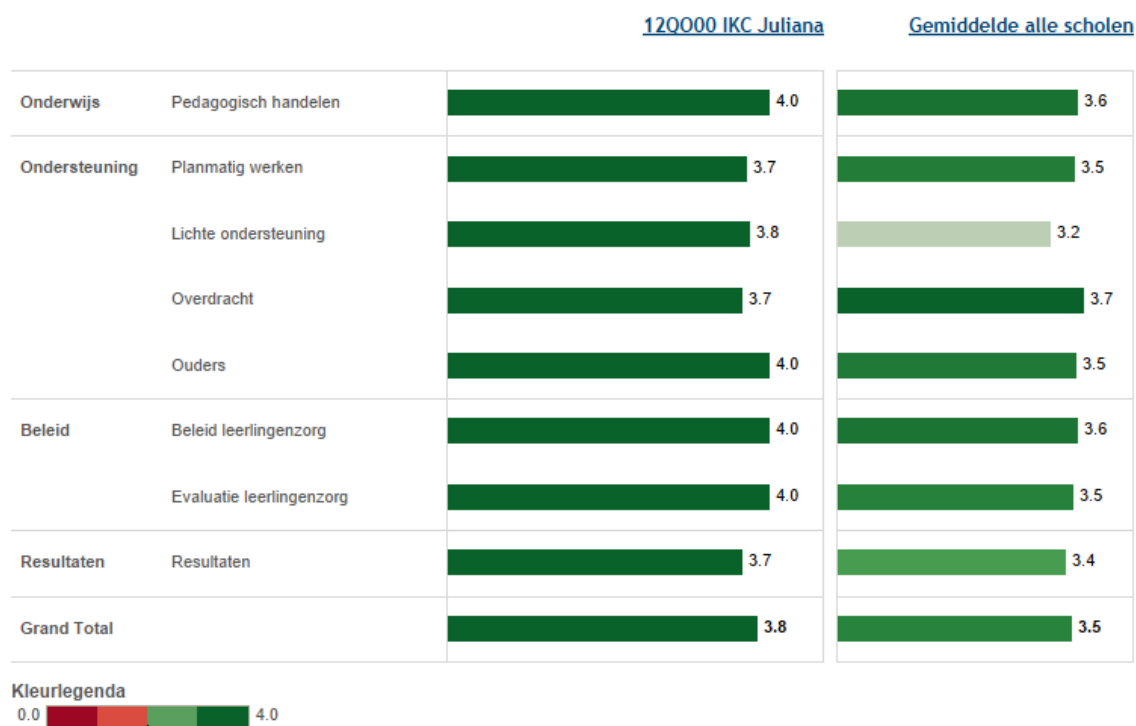 12QO00 IKC Juliana Gemiddelde alle scholen
Onderwijs Pedagogisch handelen 4.0 3.6
Ondersteuning Planmatig werken 3.7 3.5
Lichte ondersteuning 3.8 3.2
Overdracht 3.7 3.7
Ouders 4.0 3.5
Beleid Beleid leerlingenzorg 4.0 3.6
Evaluatie leerlingenzorg 4.0 3.5
Resultaten Resultaten 3.7 3.4
Grand Total 3.8 3.5
Kleurlegenda
0.0 4.0